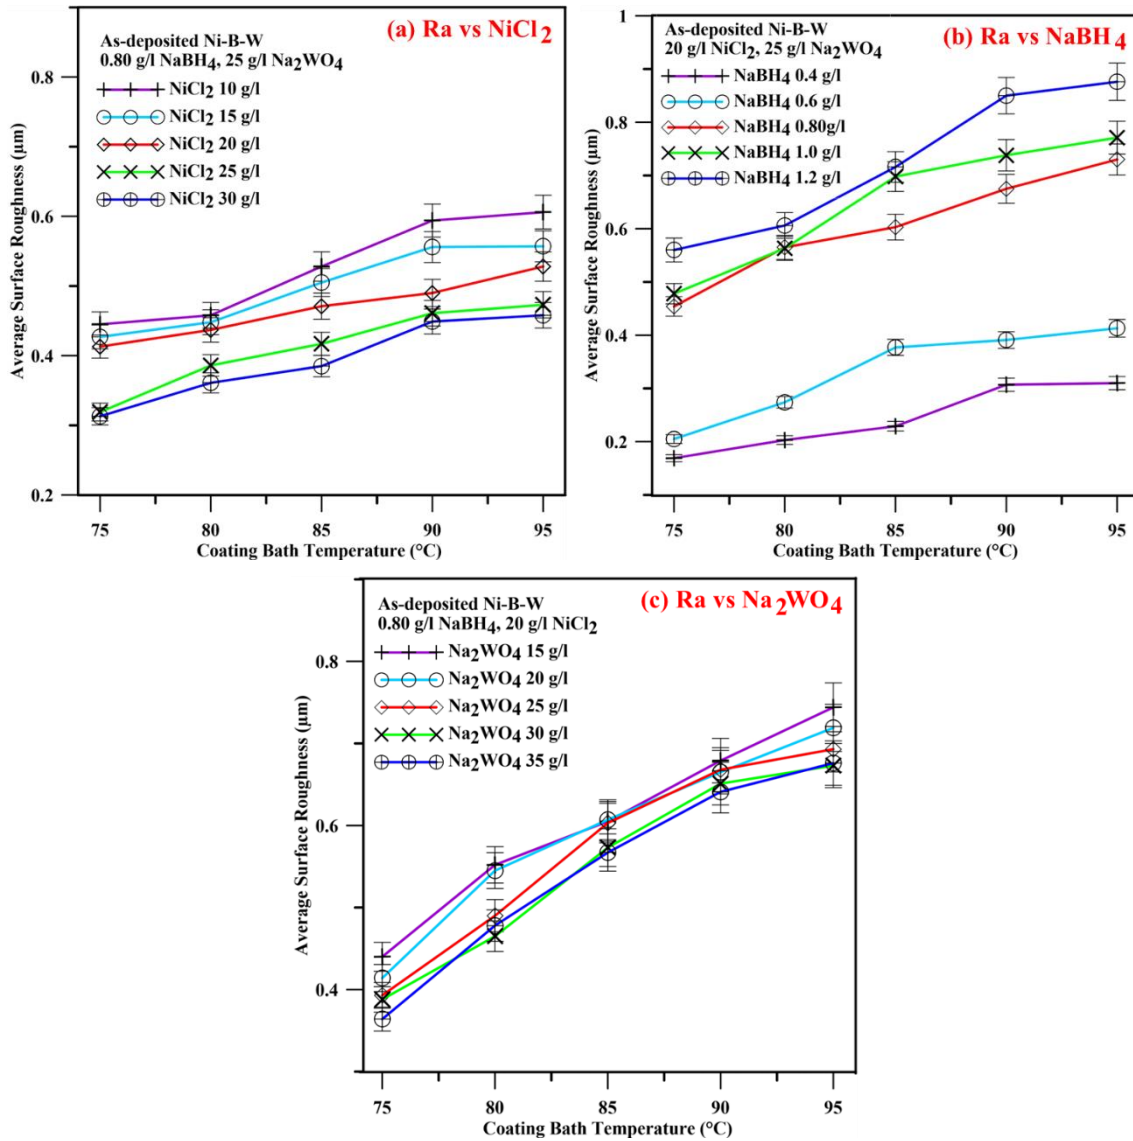 (a) Ra vs NiCl2
As-deposited Ni-B-W
0.80 g/l NaBH4, 25 g/l Na2WO4
NiCl2 10 g/l
NiCl2 15 g/l
NiCl2 20 g/l
NiCl2 25 g/l
NiCl2 30 g/l
Average Surface Roughness (µm)
0.8
0.6
0.4
0.2
75 80 85 90 95
Coating Bath Temperature (°C)
(b) Ra vs NaBH4
As-deposited Ni-B-W
20 g/l NiCl2, 25 g/l Na2WO4
NaBH4 0.4 g/l
NaBH4 0.6 g/l
NaBH4 0.80g/l
NaBH4 1.0 g/l
NaBH4 1.2 g/l
Average Surface Roughness (µm)
1
0.8
0.6
0.4
0.2
75 80 85 90 95
Coating Bath Temperature (°C)
(c) Ra vs Na2WO4
As-deposited Ni-B-W
0.80 g/l NaBH4, 20 g/l NiCl2
Na2WO4 15 g/l
Na2WO4 20 g/l
Na2WO4 25 g/l
Na2WO4 30 g/l
Na2WO4 35 g/l
Average Surface Roughness (µm)
0.8
0.6
0.4
75 80 85 90 95
Coating Bath Temperature (°C)